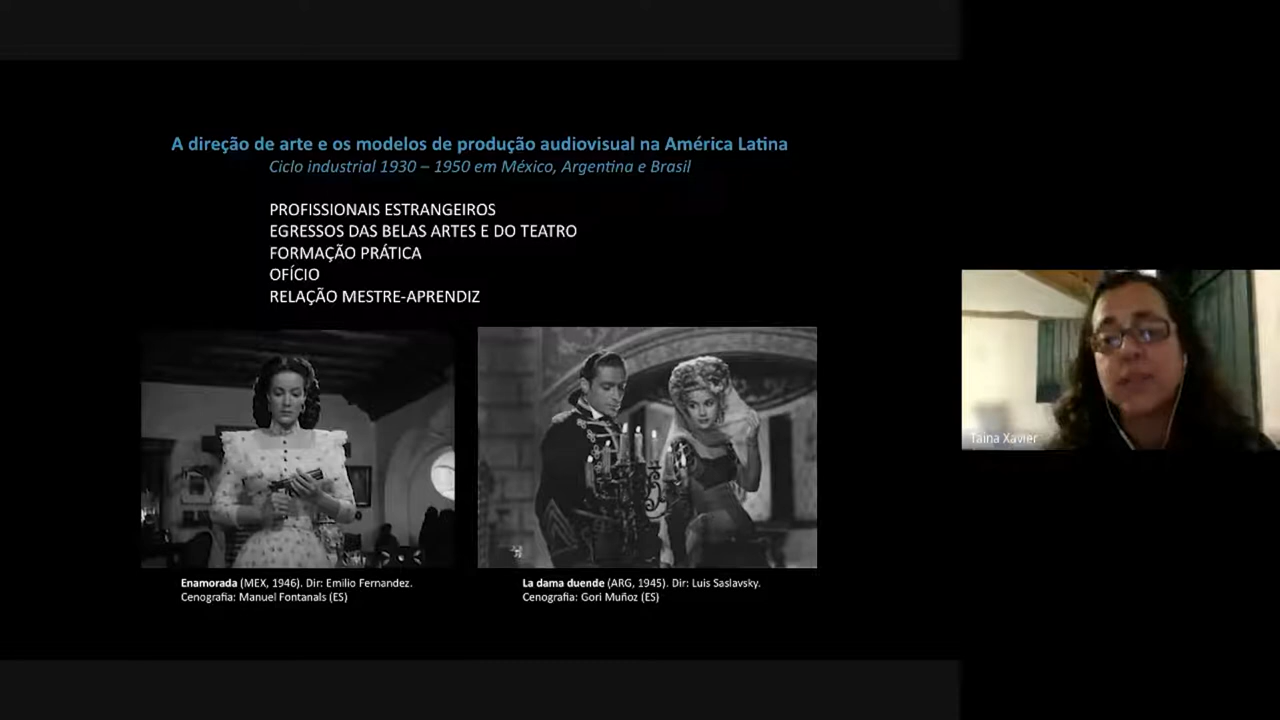 A direção de arte e os modelos de produção audiovisual na América Latina
Ciclo industrial 1930 – 1950 em México, Argentina e Brasil
PROFISSIONAIS ESTRANGEIROS
EGRESSOS DAS BELAS ARTES E DO TEATRO
FORMAÇÃO PRÁTICA
OFÍCIO
RELAÇÃO MESTRE-APRENDIZ
Enamorada (MEX, 1946). Dir: Emilio Fernandez.
Cenografia: Manuel Fontanals (ES)
La dama duende (ARG, 1945). Dir: Luis Saslavsky.
Cenografia: Gori Muñoz (ES)
Taina Xavier